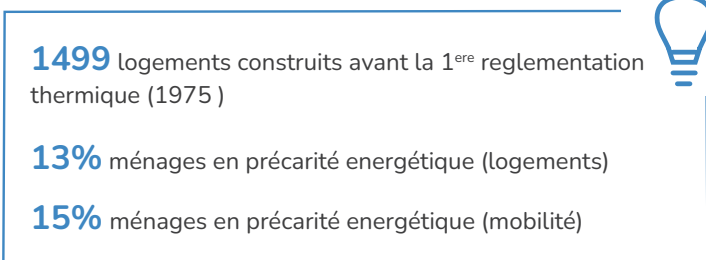 1499 logements construits avant la 1ere reglementation
thermique (1975 )
13% ménages en précarité energétique (logements)
15% ménages en précarité energétique (mobilité)